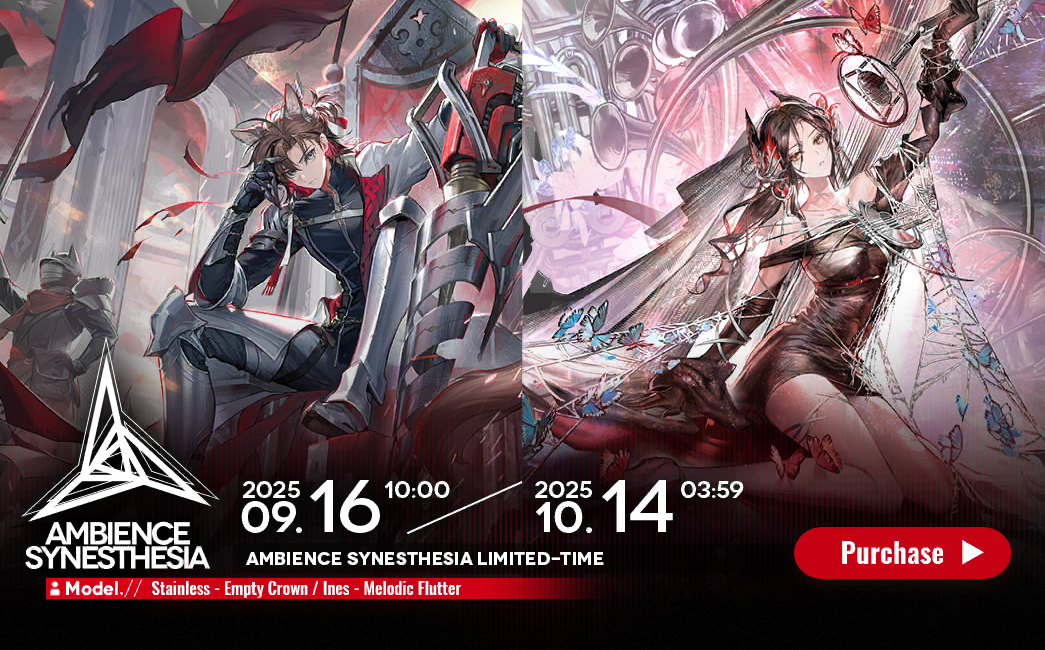 2025
09. 16 10:00
2025
10. 14 03:59
AMBIENCE
SYNESTHESIA
AMBIENCE SYNESTHESIA LIMITED-TIME
Purchase
Model.// Stainless - Empty Crown / Ines - Melodic Flutter